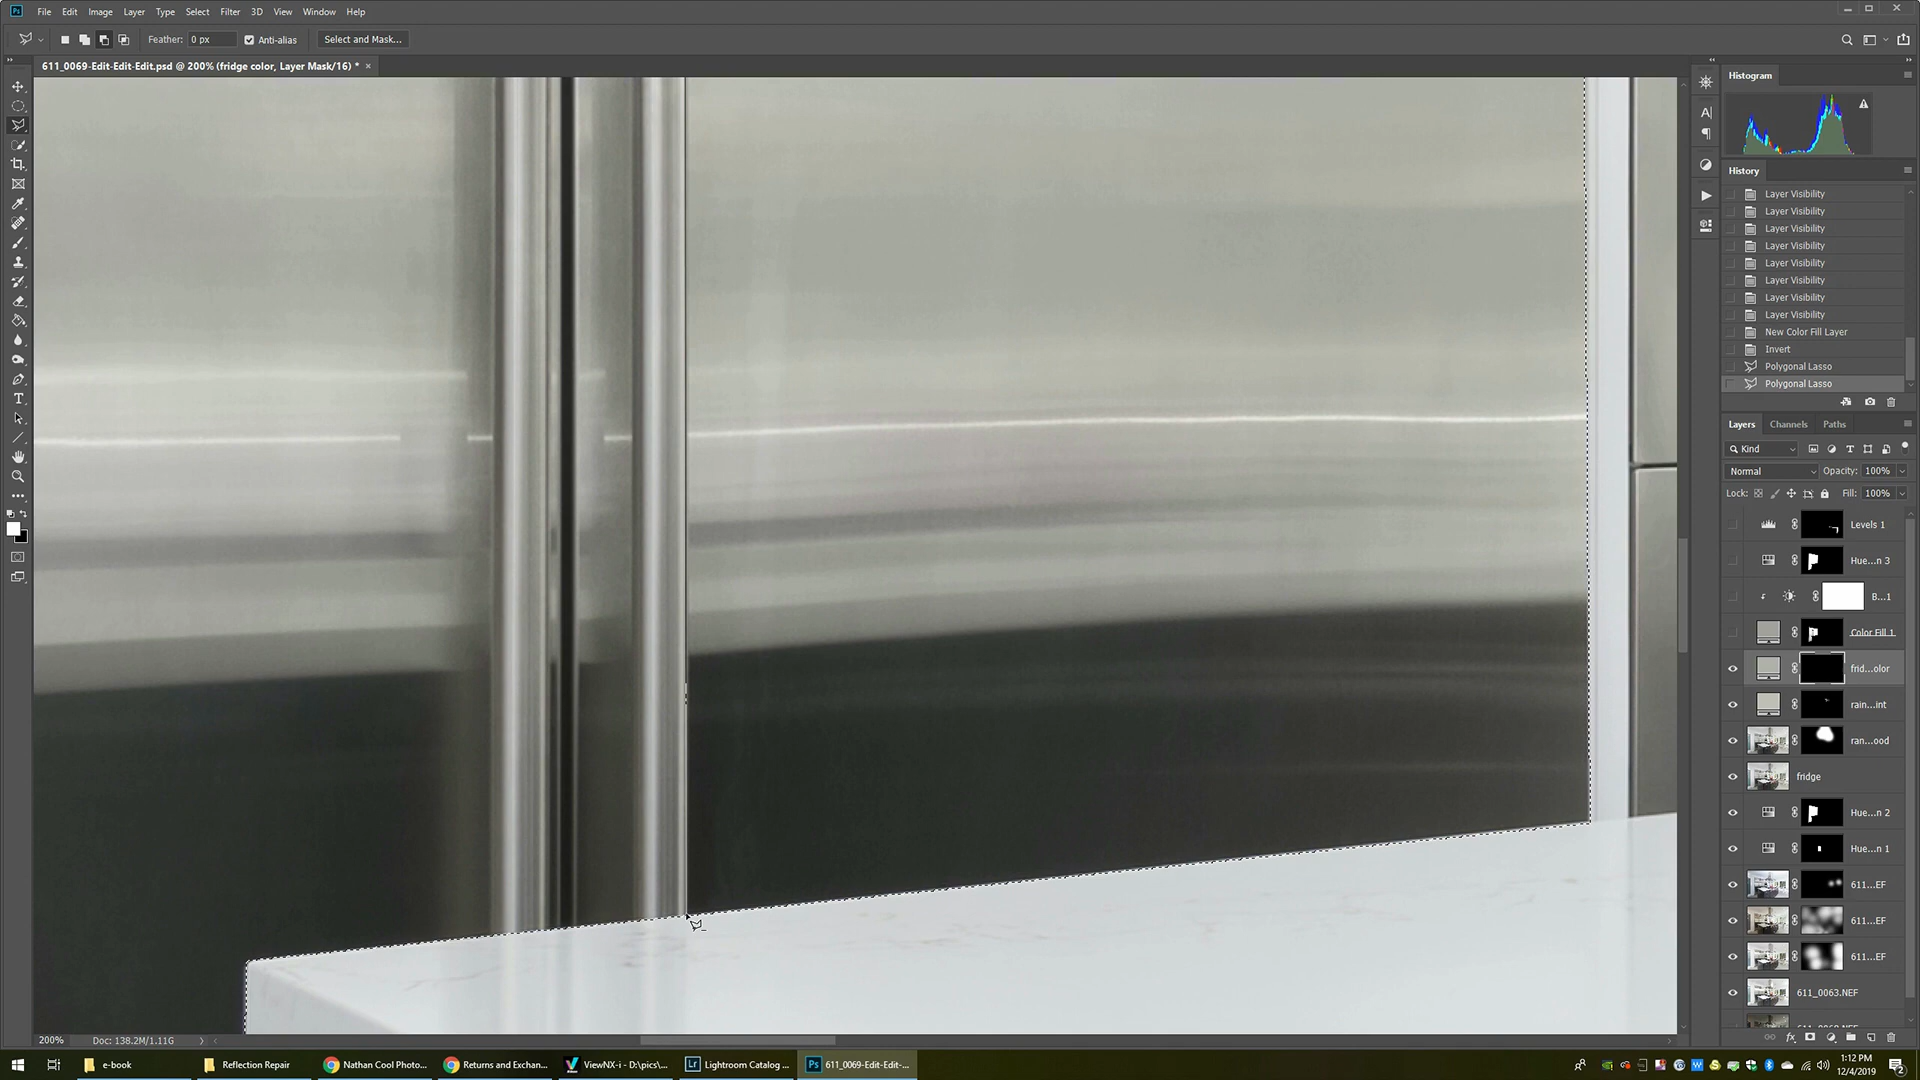 Ps File Edit Image Layer Type Select Filter 3D View Window Help
Feather: 0 px Anti-alias Select and Mask...
611_0069-Edit-Edit-Edit.psd @ 200% (fridge color, Layer Mask/16) * ×
Histogram
History
Layer Visibility
Layer Visibility
Layer Visibility
Layer Visibility
Layer Visibility
Layer Visibility
Layer Visibility
Layer Visibility
New Color Fill Layer
Invert
Polygonal Lasso
Polygonal Lasso
Layers Channels Paths
Kind
Normal Opacity: 100%
Lock: Fill: 100%
Levels 1
Hue...n 3
B...1
Color Fill 1
frid...olor
rain...int
ran...ood
fridge
Hue...n 2
Hue...n 1
611...EF
611...EF
611...EF
611_0063.NEF
200% Doc: 138.2M/1.11G
e-book Reflection Repair Nathan Cool Photo... Returns and Exchan... ViewNX-i - D:\pics\... Lr Lightroom Catalog ... Ps 611_0069-Edit-Edit-...
1:12 PM
12/4/2019